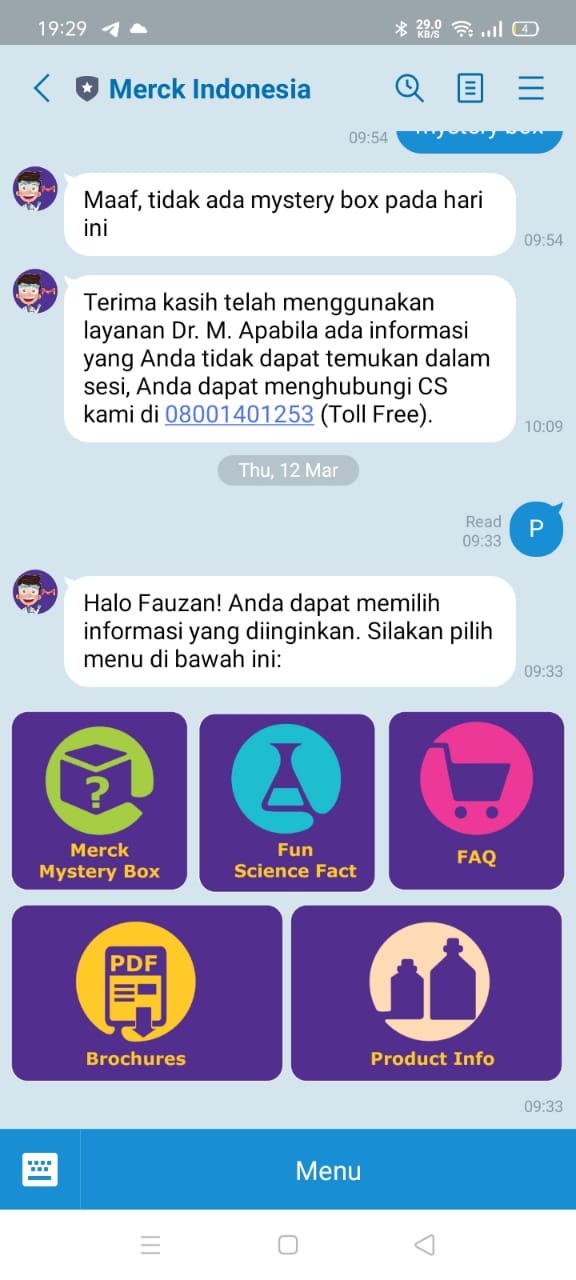 19:29
29.0
KB/S
4
Merck Indonesia
mystery box
09:54
Maaf, tidak ada mystery box pada hari
ini
09:54
Terima kasih telah menggunakan
layanan Dr. M. Apabila ada informasi
yang Anda tidak dapat temukan dalam
sesi, Anda dapat menghubungi CS
kami di 08001401253 (Toll Free).
10:09
Thu, 12 Mar
Read
09:33
P
Halo Fauzan! Anda dapat memilih
informasi yang diinginkan. Silakan pilih
menu di bawah ini:
09:33
?
Merck
Mystery Box
Fun
Science Fact
FAQ
PDF
Brochures
Product Info
09:33
Menu